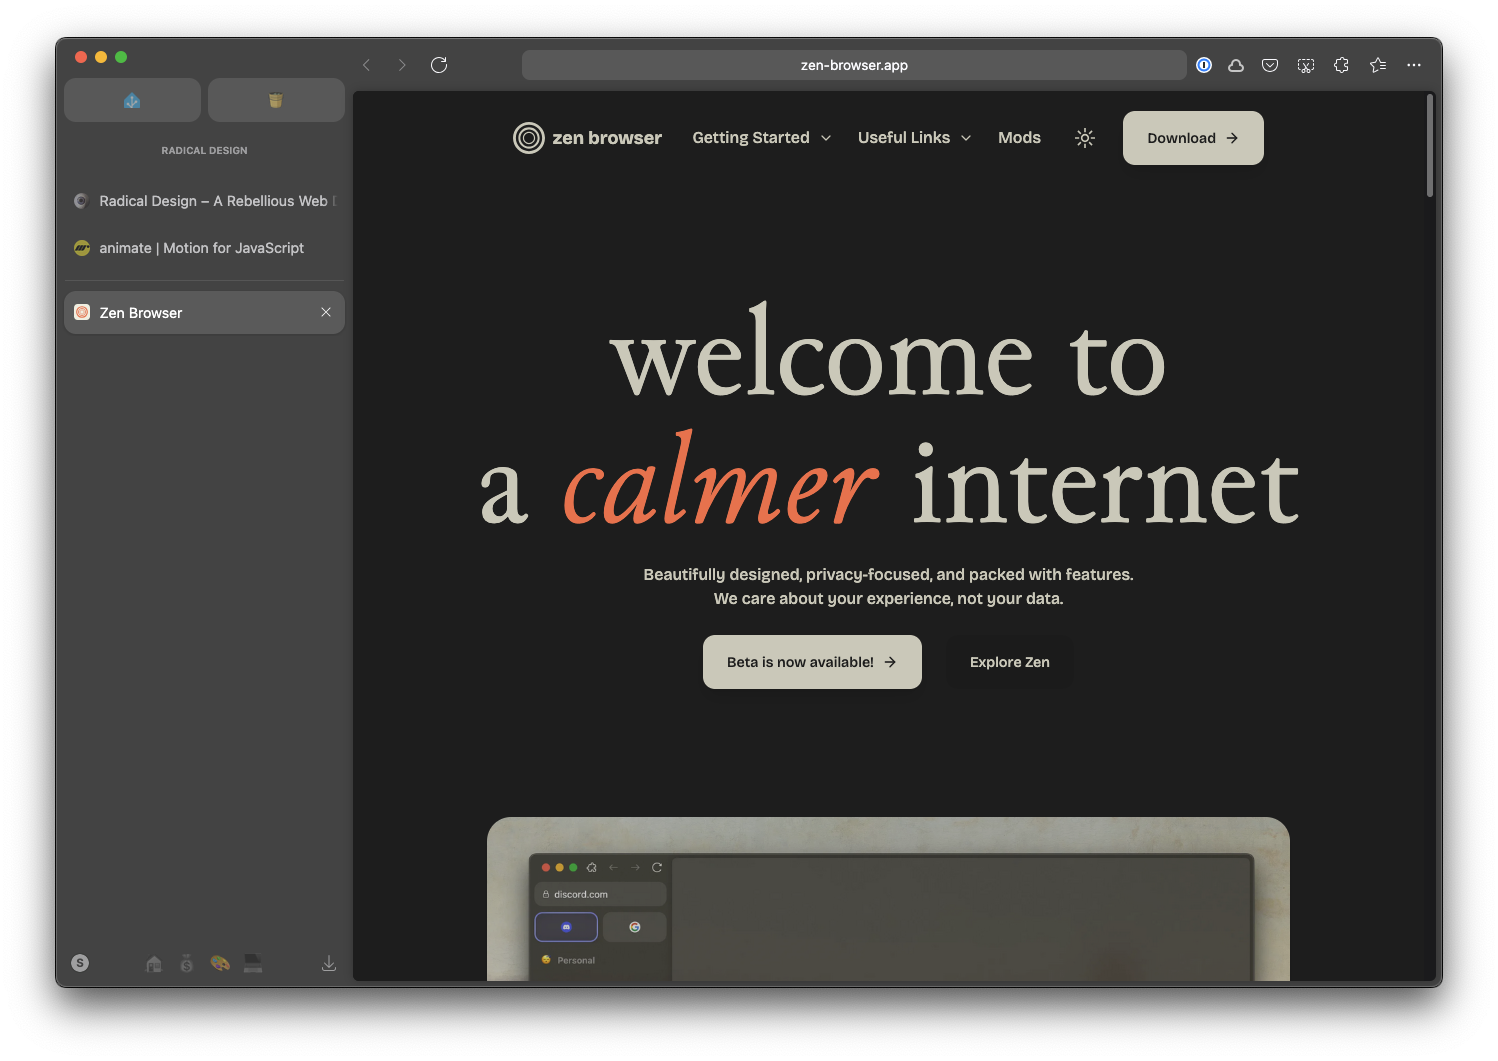 zen-browser.app
RADICAL DESIGN
Radical Design – A Rebellious Web
animate | Motion for JavaScript
Zen Browser
S
zen browser
Getting Started
Useful Links
Mods
Download
welcome to
a calmer internet
Beautifully designed, privacy-focused, and packed with features.
We care about your experience, not your data.
Beta is now available!
Explore Zen
discord.com
Personal